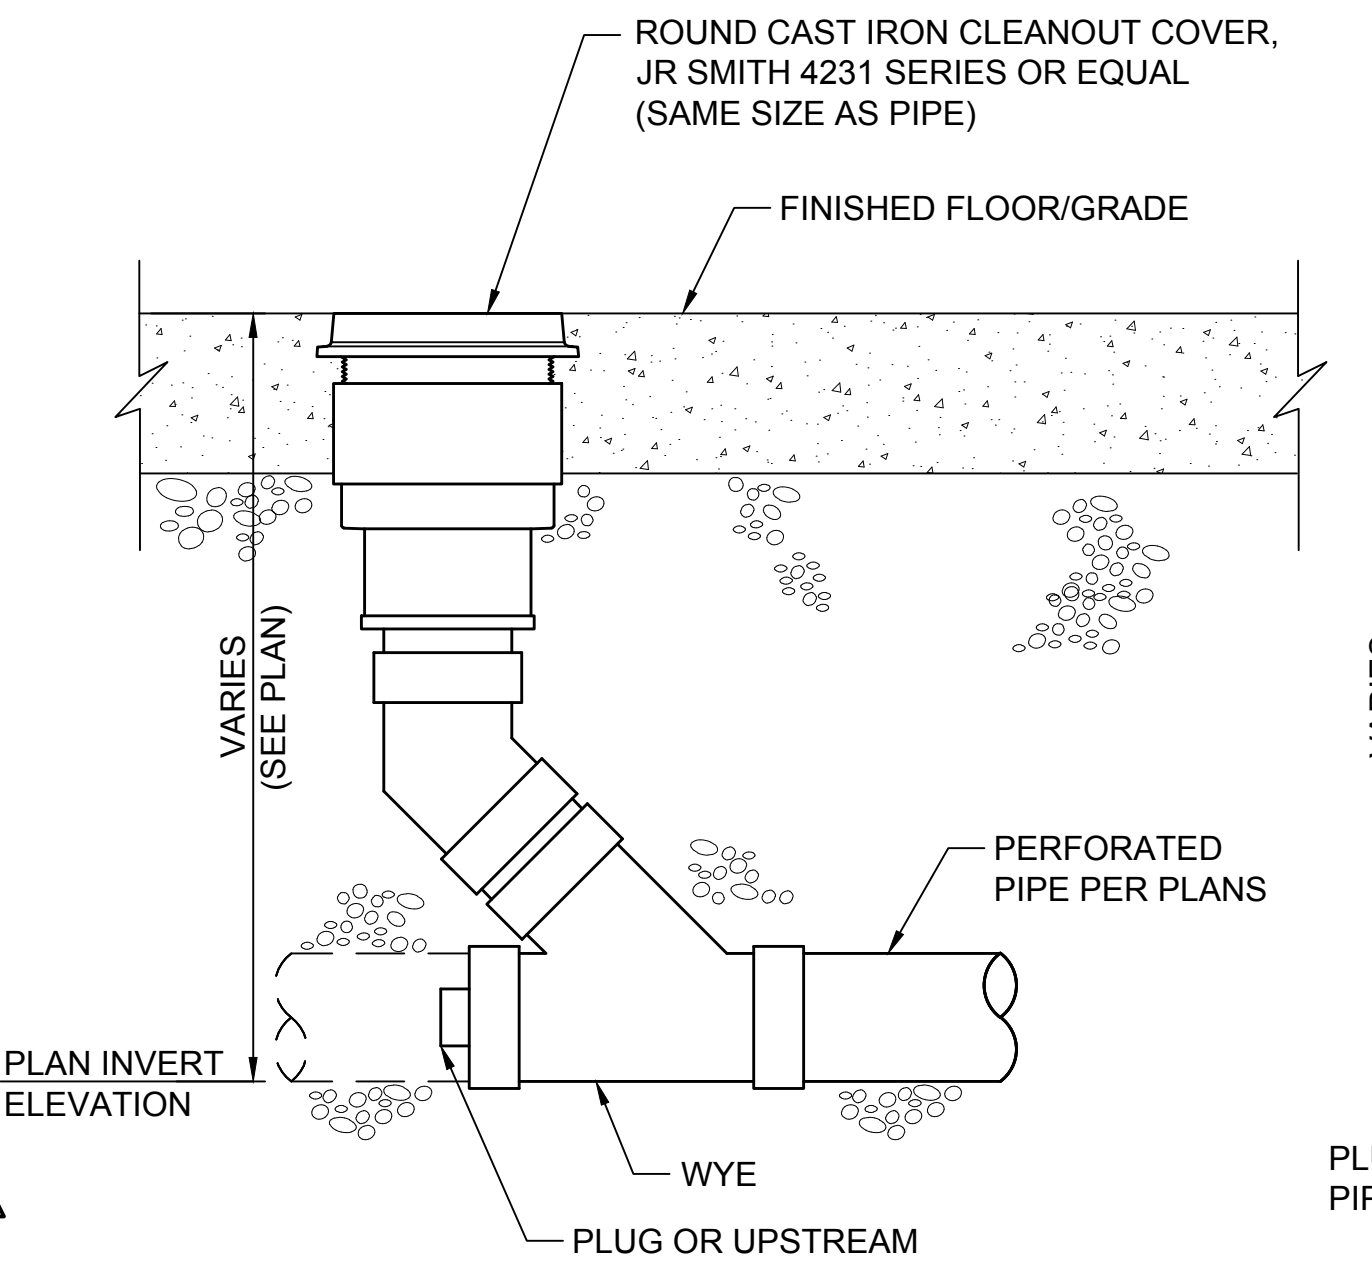 ROUND CAST IRON CLEANOUT COVER,
JR SMITH 4231 SERIES OR EQUAL
(SAME SIZE AS PIPE)
FINISHED FLOOR/GRADE
VARIES
(SEE PLAN)
PERFORATED
PIPE PER PLANS
PLAN INVERT
ELEVATION
WYE
PLUG OR UPSTREAM